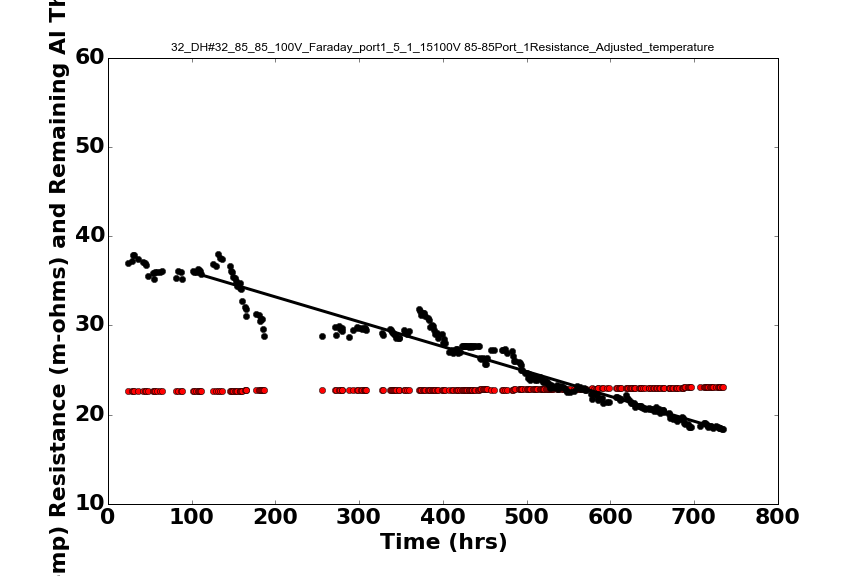 32_DH#32_85_85_100V_Faraday_port1_5_1_15100V 85-85Port_1Resistance_Adjusted_temperature
mp) Resistance (m-ohms) and Remaining Al Th
60
50
40
30
20
10
0 100 200 300 400 500 600 700 800
Time (hrs)